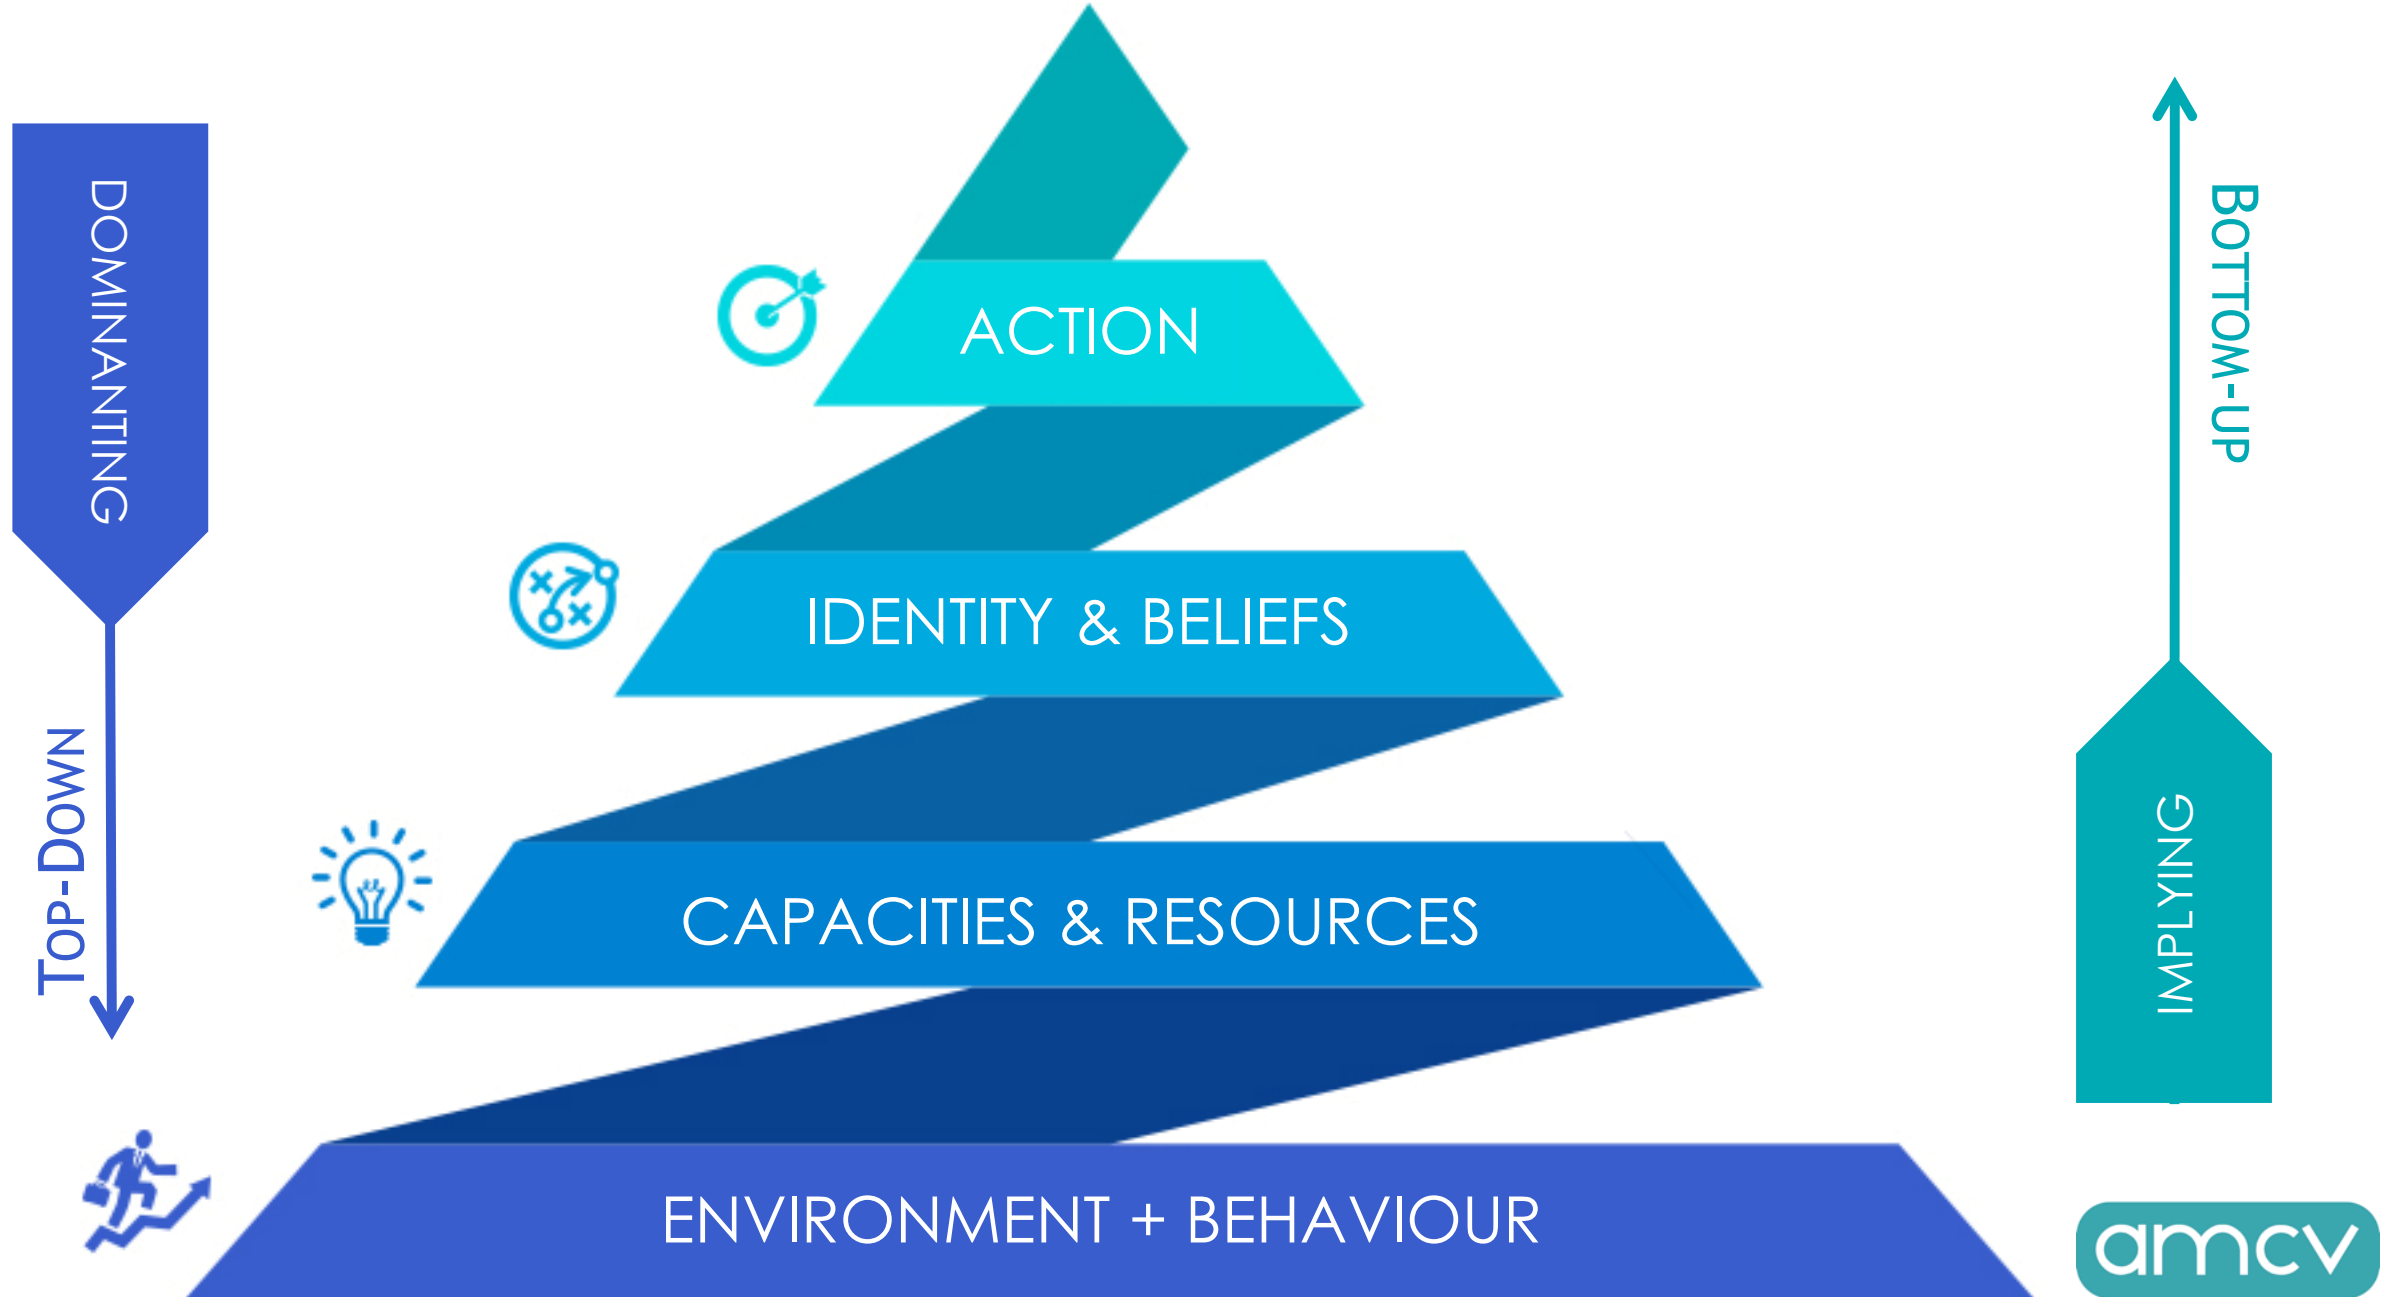 DOMINANTING
TOP-DOWN
ACTION
IDENTITY & BELIEFS
CAPACITIES & RESOURCES
ENVIRONMENT + BEHAVIOUR
BOTTOM-UP
IMPLYING
amcv